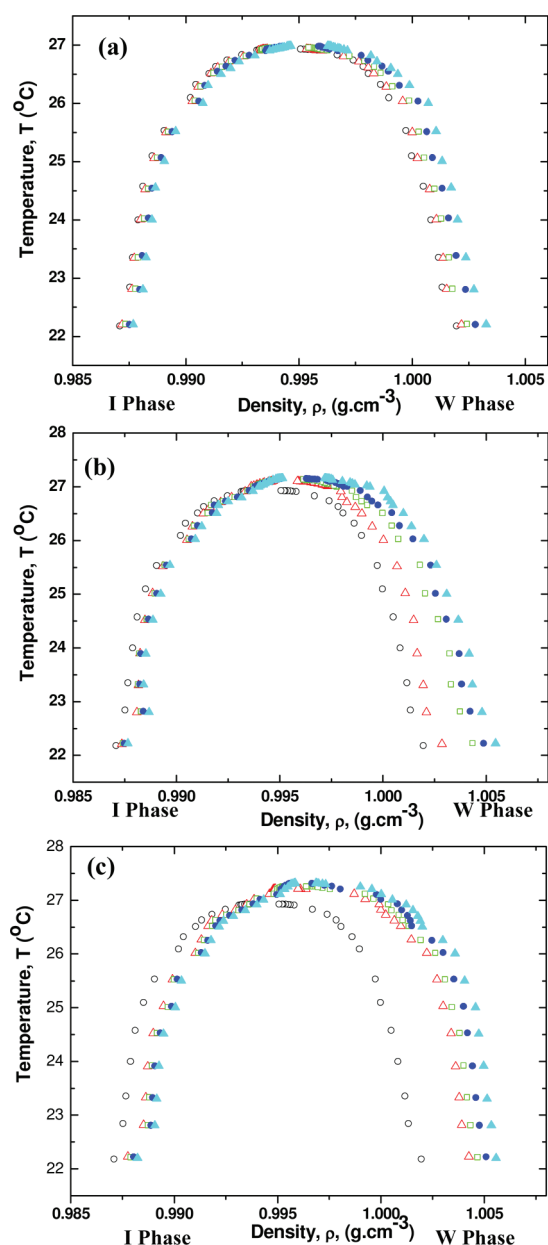 (a)
Temperature, T (°C)
27
26
25
24
23
22
0.985 0.990 0.995 1.000 1.005
I Phase Density, ρ, (g.cm-3) W Phase
(b)
Temperature, T (°C)
28
27
26
25
24
23
22
21
0.985 0.990 0.995 1.000 1.005
I Phase Density, ρ, (g.cm-3) W Phase
(c)
Temperature, T (°C)
28
27
26
25
24
23
22
21
0.985 0.990 0.995 1.000 1.005
I Phase Density, ρ, (g.cm-3) W Phase